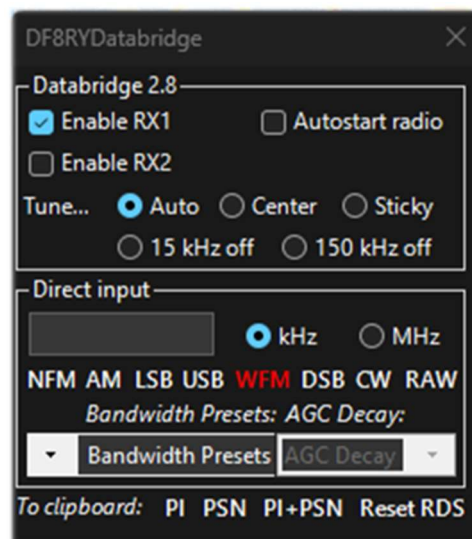 DF8RYDatabridge
Databridge 2.8
Enable RX1 Autostart radio
Enable RX2
Tune... Auto Center Sticky
15 kHz off 150 kHz off
Direct input
kHz MHz
NFM AM LSB USB WFM DSB CW RAW
Bandwidth Presets: AGC Decay:
Bandwidth Presets AGC Decay
To clipboard: PI PSN PI+PSN Reset RDS